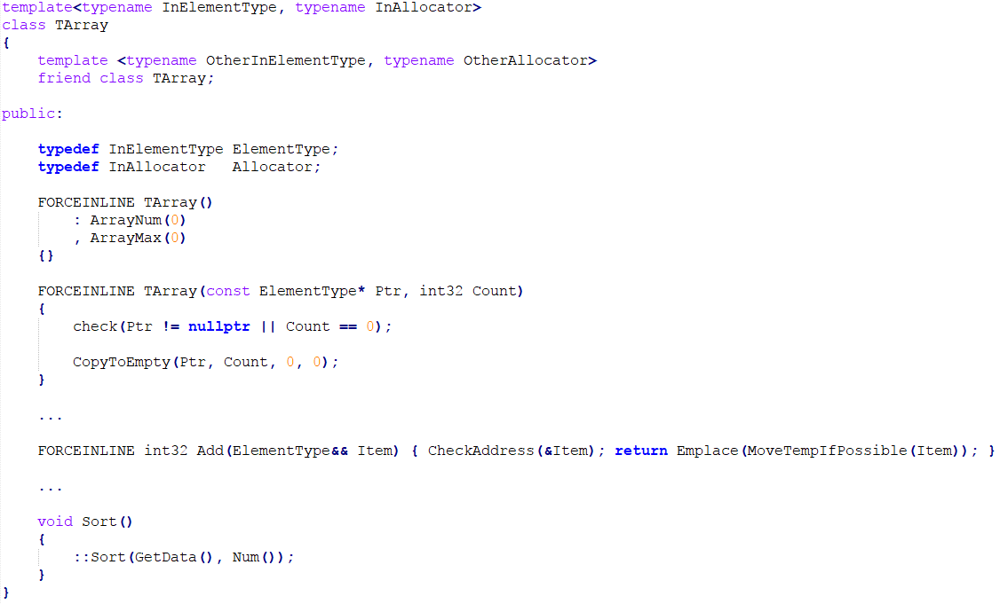 template<typename InElementType, typename InAllocator>
class TArray
{
    template <typename OtherInElementType, typename OtherAllocator>
    friend class TArray;

public:

    typedef InElementType ElementType;
    typedef InAllocator   Allocator;

    FORCEINLINE TArray()
        : ArrayNum(0)
        , ArrayMax(0)
    {}

    FORCEINLINE TArray(const ElementType* Ptr, int32 Count)
    {
        check(Ptr != nullptr || Count == 0);

        CopyToEmpty(Ptr, Count, 0, 0);
    }

    ...

    FORCEINLINE int32 Add(ElementType&& Item) { CheckAddress(&Item); return Emplace(MoveTempIfPossible(Item)); }

    ...

    void Sort()
    {
        ::Sort(GetData(), Num());
    }
}